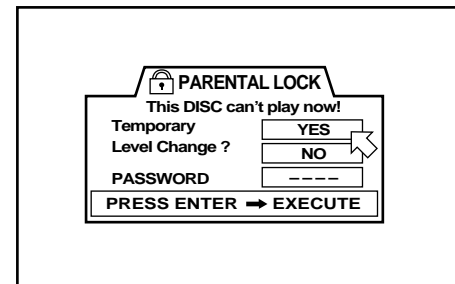 PARENTAL LOCK
This DISC can't play now!
Temporary YES
Level Change ? NO
PASSWORD – – – –
PRESS ENTER ➡ EXECUTE